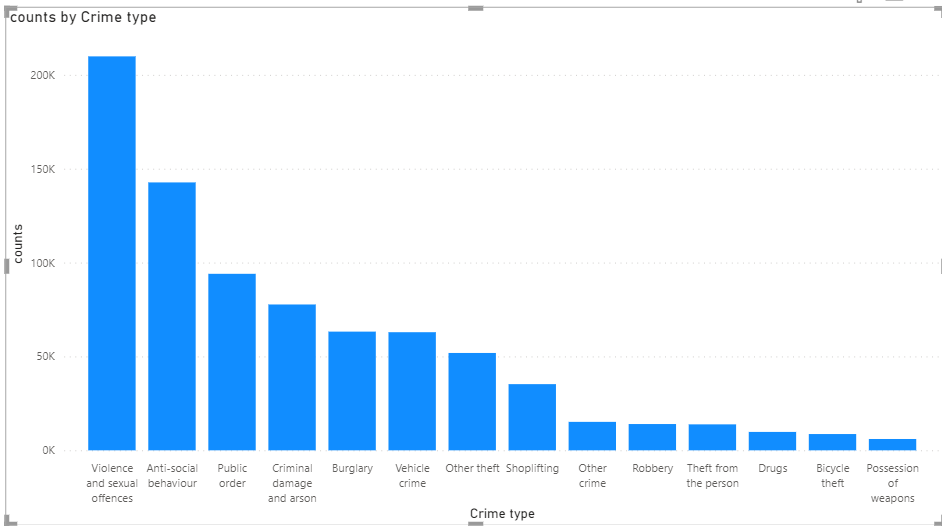 counts by Crime type
200K
150K
100K
50K
0K
counts
Violence
and sexual
offences
Anti-social
behaviour
Public
order
Criminal
damage
and arson
Burglary
Vehicle
crime
Other theft
Shoplifting
Other
crime
Robbery
Theft from
the person
Drugs
Bicycle
theft
Possession
of
weapons
Crime type